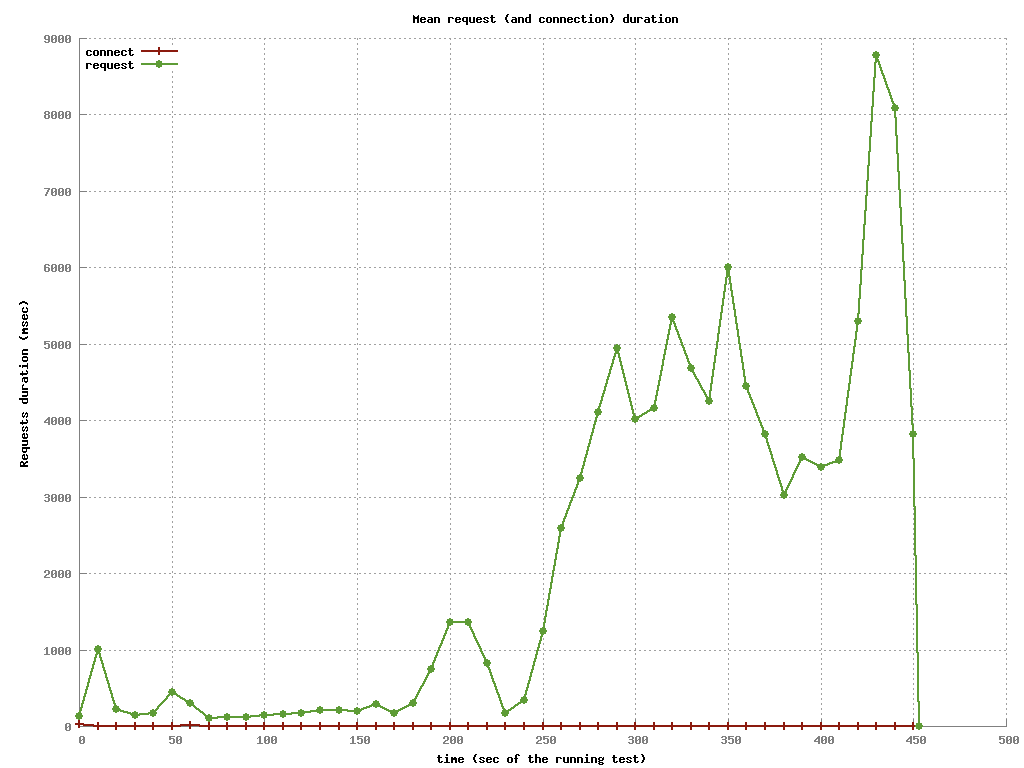 Mean request (and connection) duration
connect
request
9000
8000
7000
6000
5000
4000
3000
2000
1000
0
Requests duration (msec)
0 50 100 150 200 250 300 350 400 450 500
time (sec of the running test)